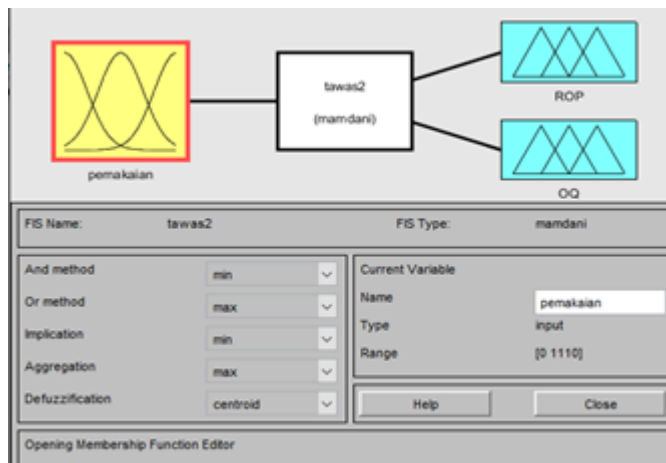 pemakaian
tawas2
(mamdani)
ROP
OQ
FIS Name: tawas2 FIS Type: mamdani
And method min
Or method max
Implication min
Aggregation max
Defuzzification centroid
Current Variable
Name pemakaian
Type input
Range [0 1110]
Help Close
Opening Membership Function Editor